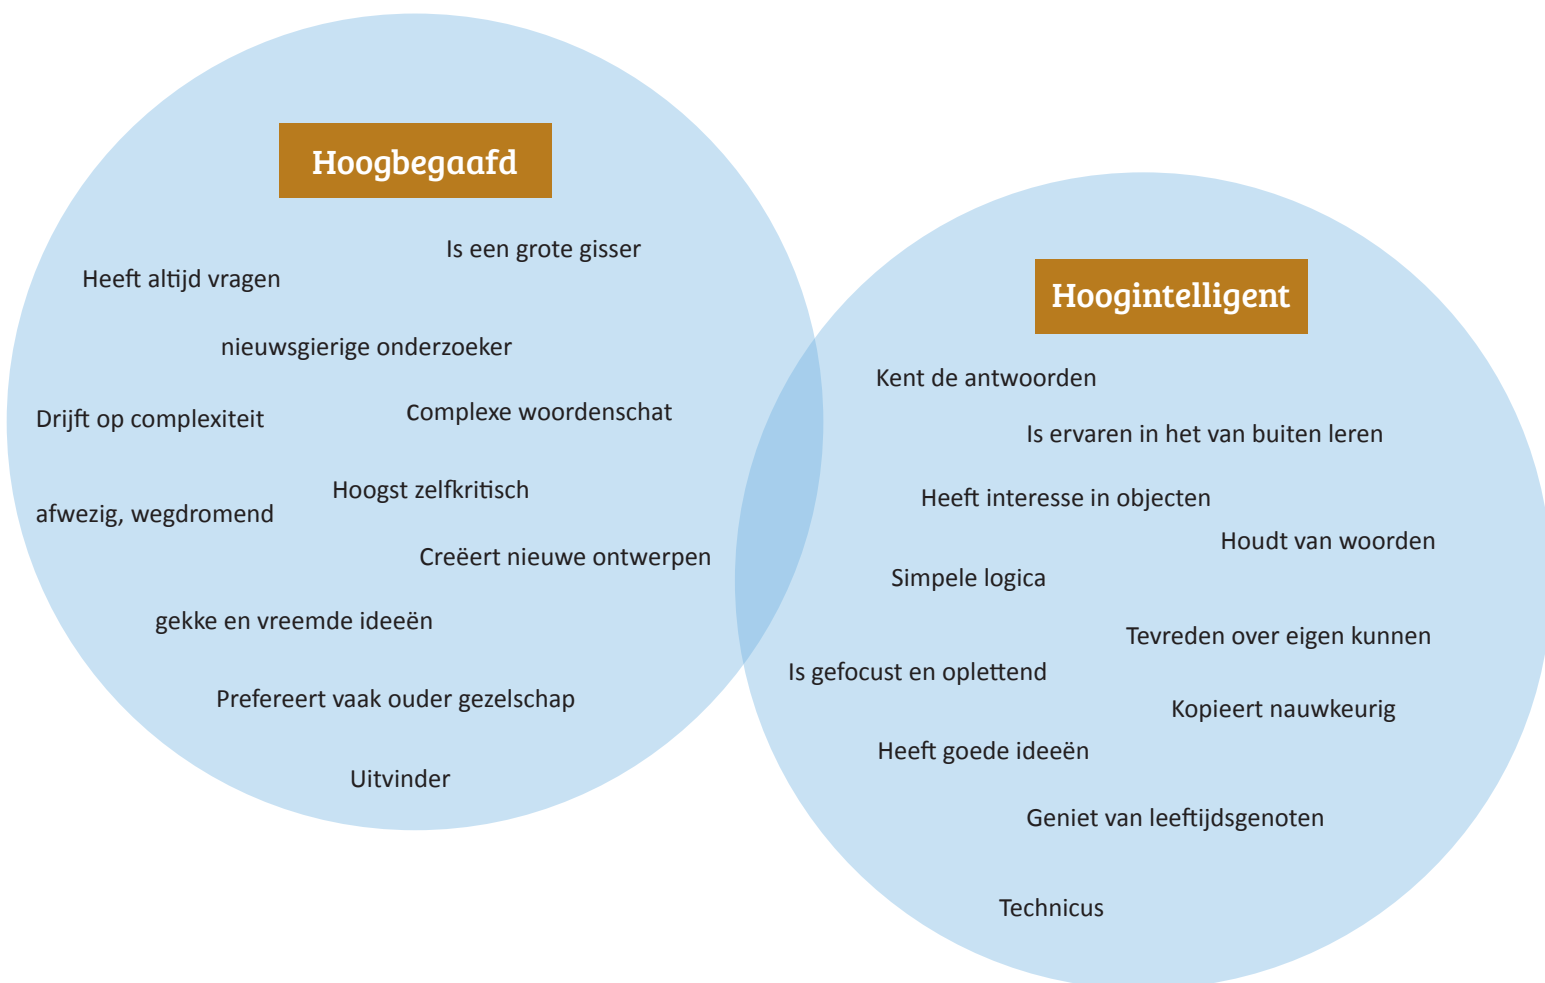 Hoogbegaafd
Is een grote gisser
Heeft altijd vragen
nieuwsgierige onderzoeker
Complexe woordenschat
Drijft op complexiteit
Hoogst zelfkritisch
afwezig, wegdromend
Creëert nieuwe ontwerpen
gekke en vreemde ideeën
Prefereert vaak ouder gezelschap
Uitvinder
Hoogintelligent
Kent de antwoorden
Is ervaren in het van buiten leren
Heeft interesse in objecten
Houdt van woorden
Simpele logica
Tevreden over eigen kunnen
Is gefocust en oplettend
Kopieert nauwkeurig
Heeft goede ideeën
Geniet van leeftijdsgenoten
Technicus